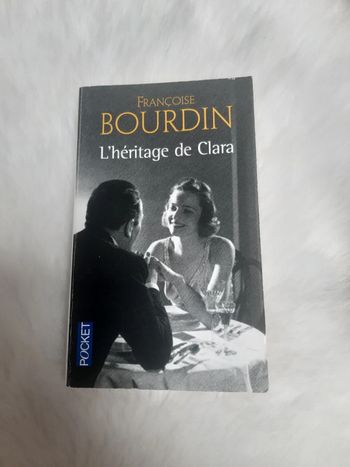 FRANÇOISE
BOURDIN
L'héritage de Clara
POCKET